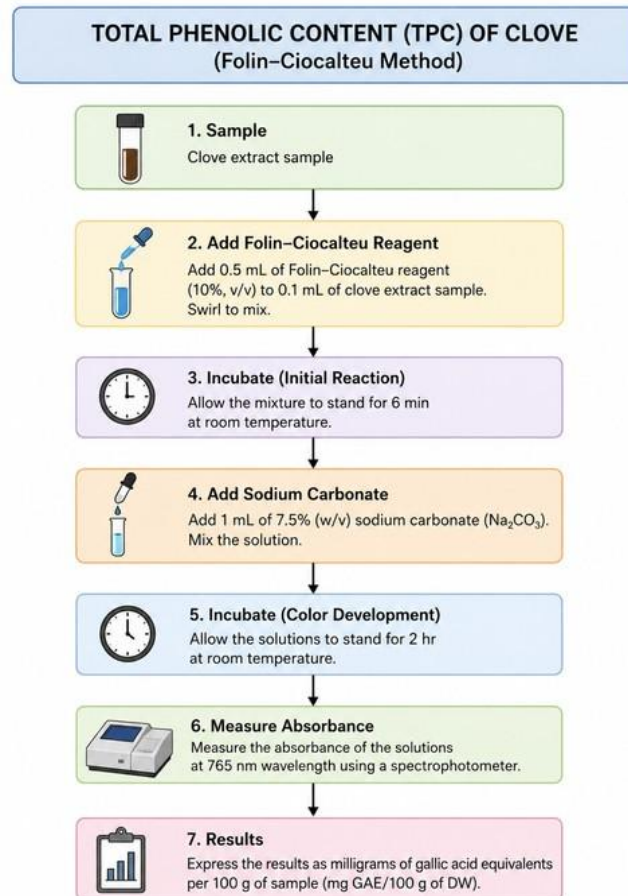 TOTAL PHENOLIC CONTENT (TPC) OF CLOVE
(Folin–Ciocalteu Method)
1. Sample
Clove extract sample
2. Add Folin–Ciocalteu Reagent
Add 0.5 mL of Folin–Ciocalteu reagent
(10%, v/v) to 0.1 mL of clove extract sample.
Swirl to mix.
3. Incubate (Initial Reaction)
Allow the mixture to stand for 6 min
at room temperature.
4. Add Sodium Carbonate
Add 1 mL of 7.5% (w/v) sodium carbonate (Na₂CO₃).
Mix the solution.
5. Incubate (Color Development)
Allow the solutions to stand for 2 hr
at room temperature.
6. Measure Absorbance
Measure the absorbance of the solutions
at 765 nm wavelength using a spectrophotometer.
7. Results
Express the results as milligrams of gallic acid equivalents
per 100 g of sample (mg GAE/100 g of DW).